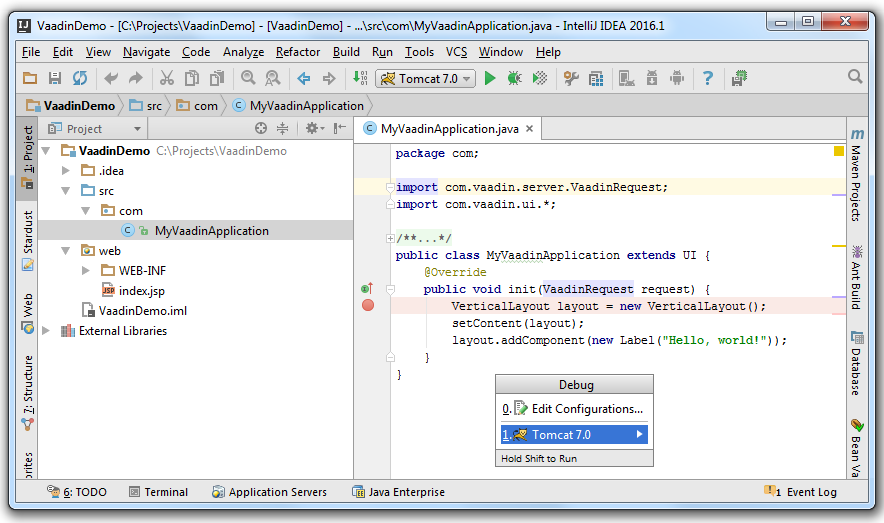 VaadinDemo - [C:\Projects\VaadinDemo] - [VaadinDemo] - ...\src\com\MyVaadinApplication.java - IntelliJ IDEA 2016.1
File Edit View Navigate Code Analyze Refactor Build Run Tools VCS Window Help
Tomcat 7.0
VaadinDemo src com MyVaadinApplication
1: Project
Stardust
Web
7: Structure
orites
Project
VaadinDemo C:\Projects\VaadinDemo
.idea
src
com
MyVaadinApplication
web
WEB-INF
index.jsp
VaadinDemo.iml
External Libraries
MyVaadinApplication.java
package com;
import com.vaadin.server.VaadinRequest;
import com.vaadin.ui.*;
/**...*/
public class MyVaadinApplication extends UI {
@Override
public void init(VaadinRequest request) {
VerticalLayout layout = new VerticalLayout();
setContent(layout);
layout.addComponent(new Label("Hello, world!"));
}
}
Debug
0. Edit Configurations...
1. Tomcat 7.0
Hold Shift to Run
Maven Projects
Ant Build
Database
Bean Va
6: TODO Terminal Application Servers Java Enterprise 1 Event Log